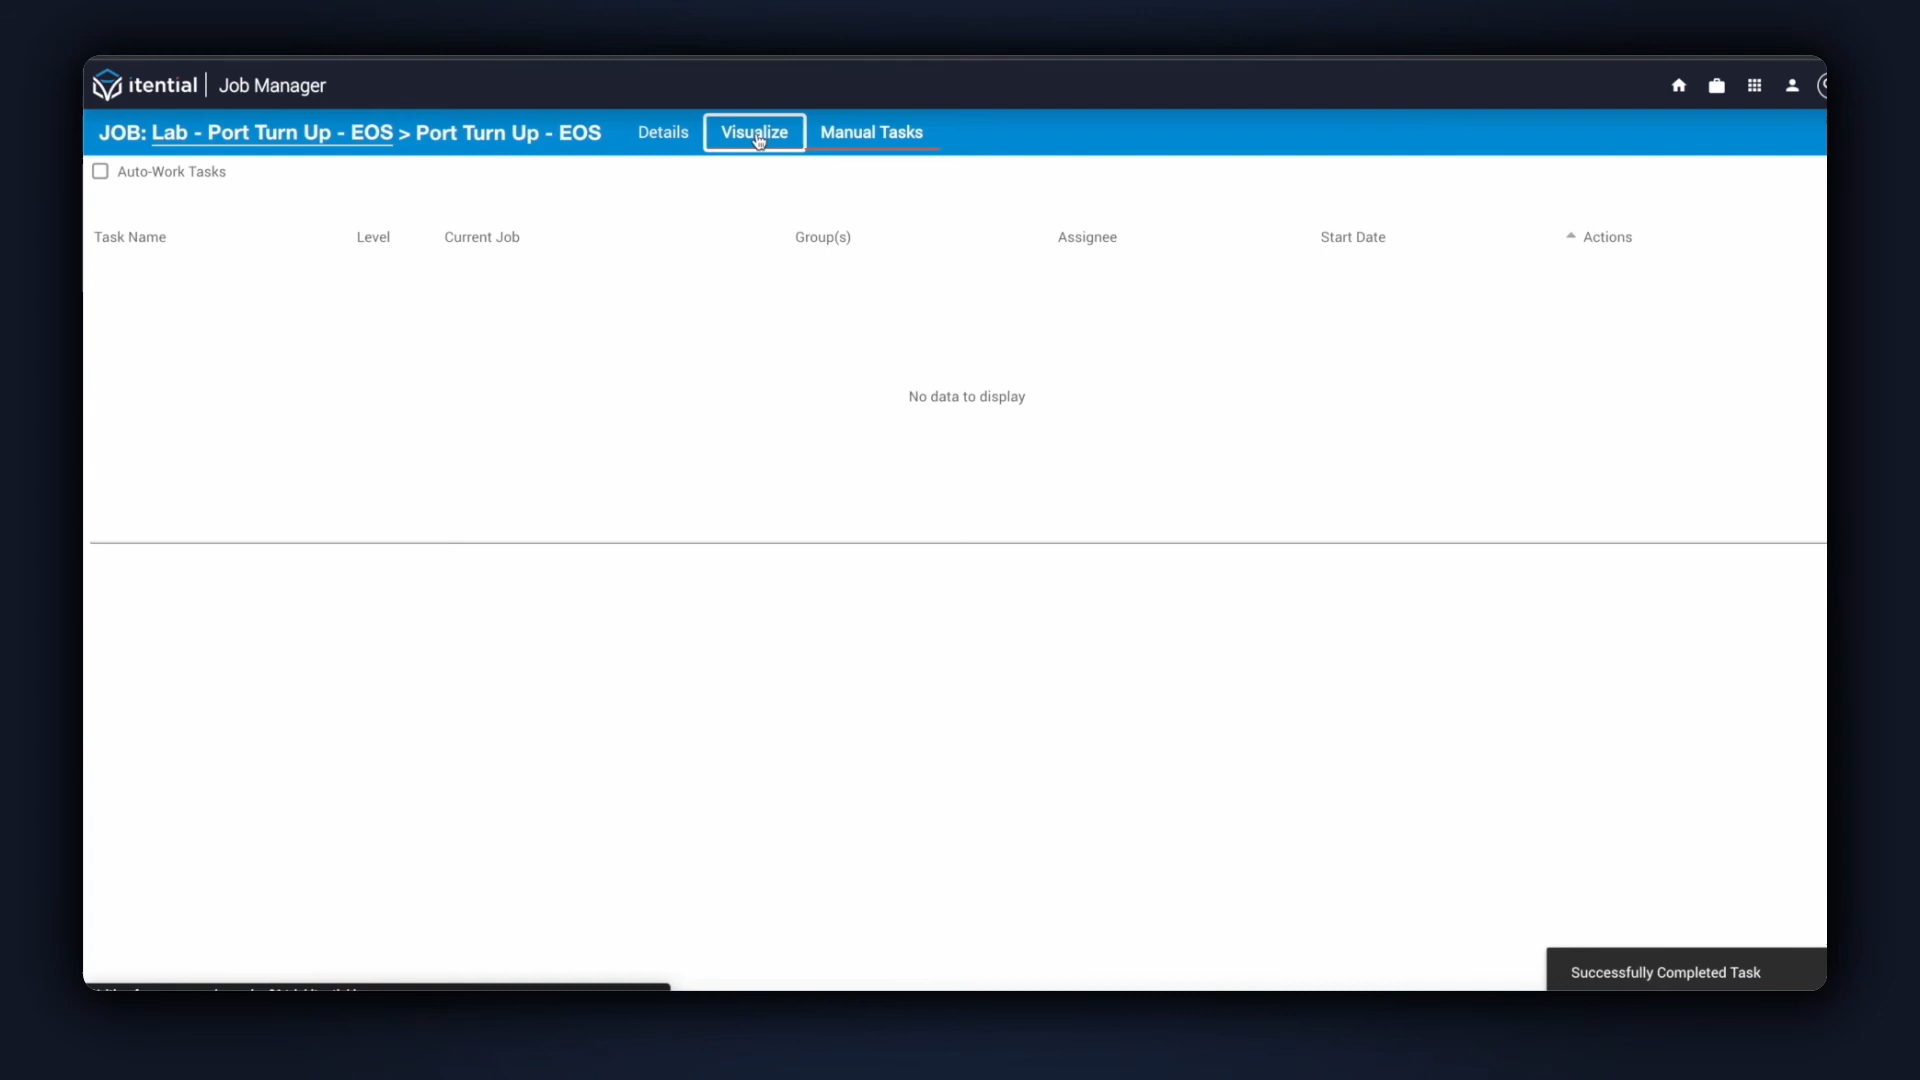 itential | Job Manager
JOB: Lab - Port Turn Up - EOS > Port Turn Up - EOS Details Visualize Manual Tasks
Auto-Work Tasks
Task Name Level Current Job Group(s) Assignee Start Date Actions
No data to display
Successfully Completed Task